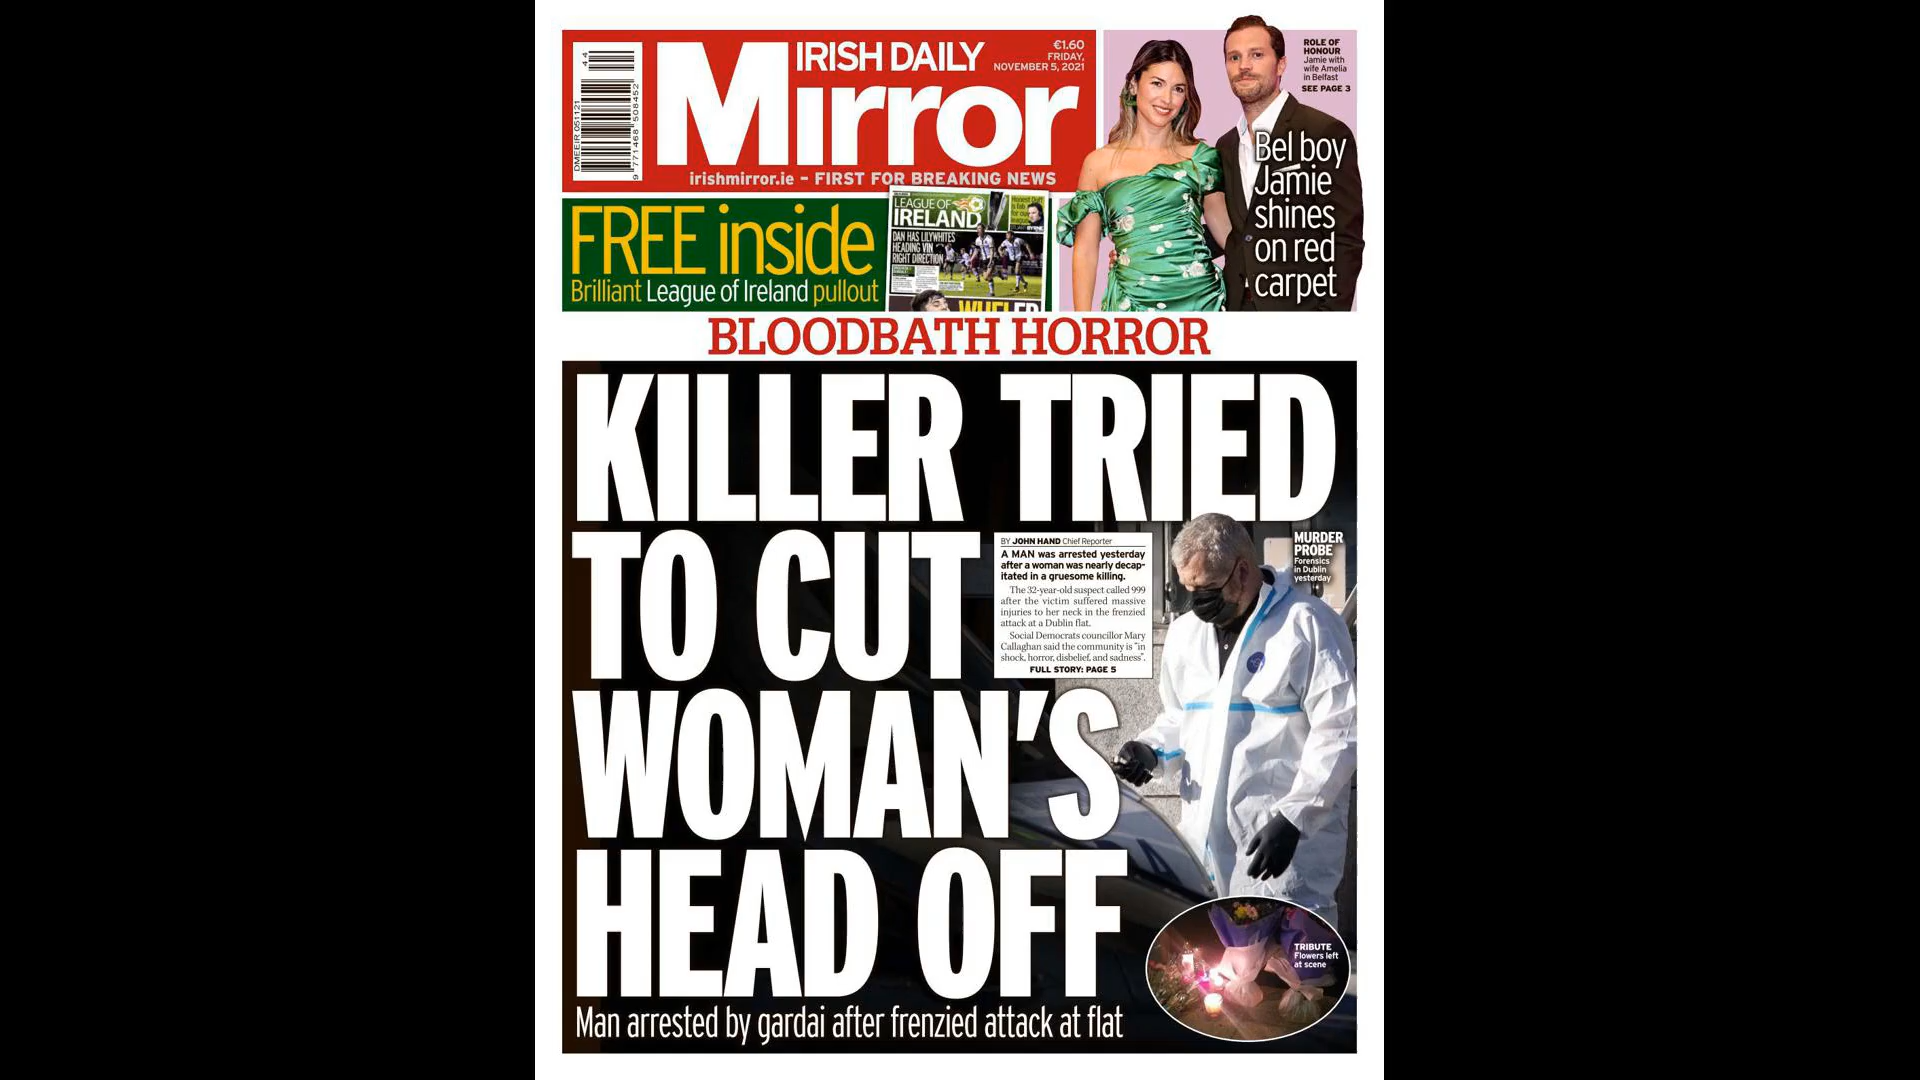 44
DMEEIR 051121
9 771468 508452
IRISH DAILY
Mirror
€1.60
FRIDAY,
NOVEMBER 5, 2021
irishmirror.ie – FIRST FOR BREAKING NEWS
ROLE OF
HONOUR
Jamie with
wife Amelia
in Belfast
SEE PAGE 3
Bel boy
Jamie
shines
on red
carpet
FREE inside
Brilliant League of Ireland pullout
LEAGUE OF
IRELAND
DAN HAS LILYWHITES
HEADING VIN
RIGHT DIRECTION
BLOODBATH HORROR
KILLER TRIED
TO CUT
WOMAN'S
HEAD OFF
BY JOHN HAND Chief Reporter
A MAN was arrested yesterday
after a woman was nearly decap-
itated in a gruesome killing.
The 32-year-old suspect called 999
after the victim suffered massive
injuries to her neck in the frenzied
attack at a Dublin flat.
Social Democrats councillor Mary
Callaghan said the community is "in
shock, horror, disbelief, and sadness".
FULL STORY: PAGE 5
MURDER
PROBE
Forensics
in Dublin
yesterday
TRIBUTE
Flowers left
at scene
Man arrested by gardai after frenzied attack at flat